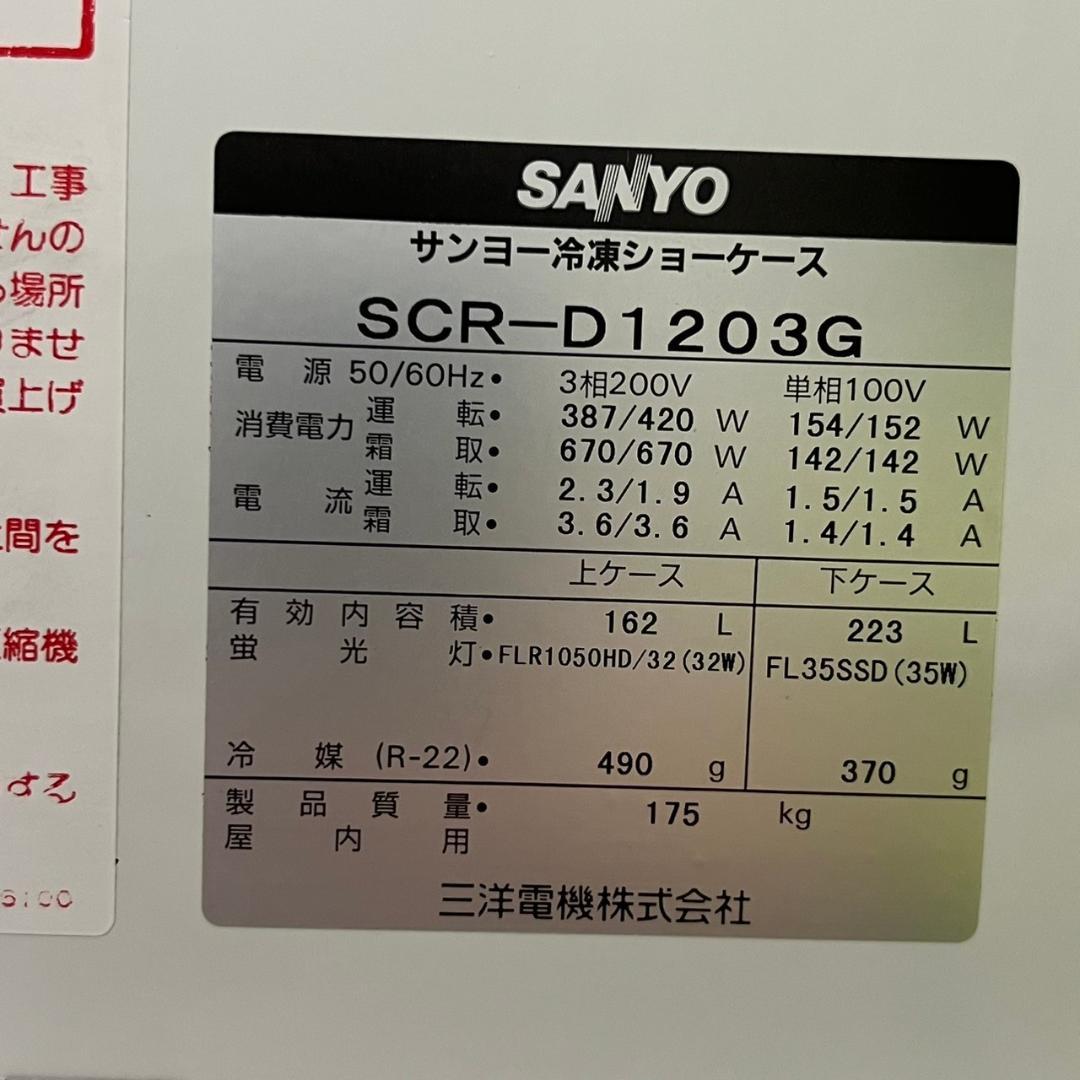 工事
せんの
場所
ませ
上げ
間を
縮機
する
SANYO
サンヨー冷凍ショーケース
SCR-D1203G
電源 50/60Hz• 3相200V 単相100V
消費電力 運転• 387/420 W 154/152 W
霜取• 670/670 W 142/142 W
電流 運転• 2.3/1.9 A 1.5/1.5 A
霜取• 3.6/3.6 A 1.4/1.4 A
上ケース 下ケース
有効内容積• 162 L 223 L
蛍光灯• FLR1050HD/32(32W) FL35SSD(35W)
冷媒(R-22)• 490 g 370 g
製品質量• 175 kg
屋内用
三洋電機株式会社